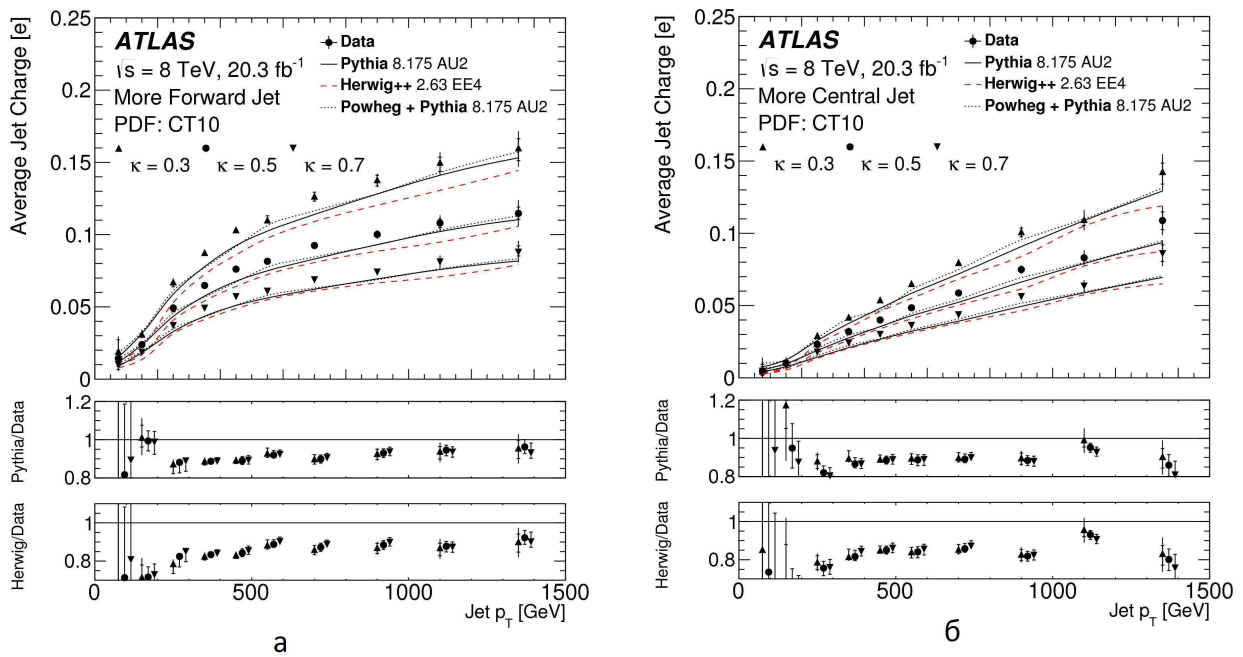 ATLAS
√s = 8 TeV, 20.3 fb⁻¹
More Forward Jet
PDF: CT10
κ = 0.3 κ = 0.5 κ = 0.7
Data
Pythia 8.175 AU2
Herwig++ 2.63 EE4
Powheg + Pythia 8.175 AU2
Average Jet Charge [e]
0.25
0.2
0.15
0.1
0.05
0
Pythia/Data
1.2
1
0.8
Herwig/Data
1
0.8
0 500 1000 1500
Jet p_T [GeV]
а
ATLAS
√s = 8 TeV, 20.3 fb⁻¹
More Central Jet
PDF: CT10
κ = 0.3 κ = 0.5 κ = 0.7
Data
Pythia 8.175 AU2
Herwig++ 2.63 EE4
Powheg + Pythia 8.175 AU2
Average Jet Charge [e]
0.25
0.2
0.15
0.1
0.05
0
Pythia/Data
1.2
1
0.8
Herwig/Data
1
0.8
0 500 1000 1500
Jet p_T [GeV]
б